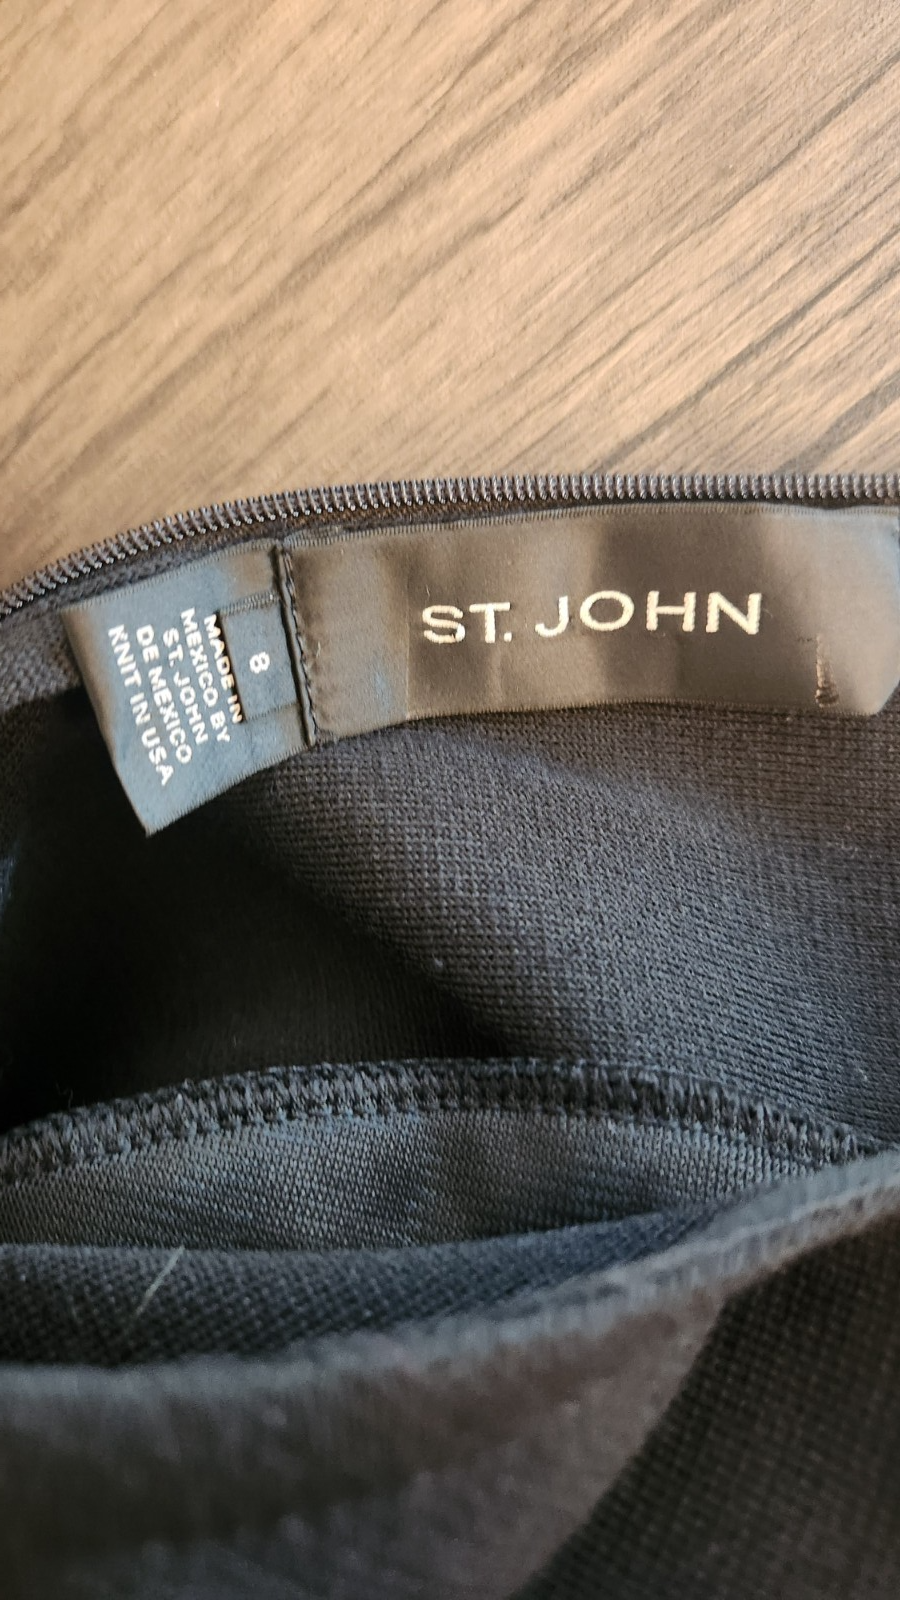 ST. JOHN
8
MADE IN
MEXICO BY
ST. JOHN
DE MEXICO
KNIT IN USA